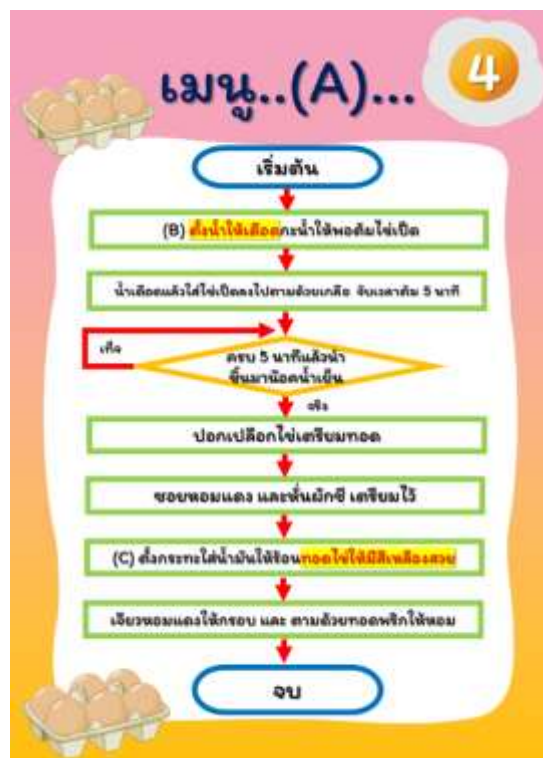 4
เมนู..(A)...
เริ่มต้น
(B) ตั้งน้ำให้เดือดกะน้ำให้พอต้มไข่เป็ด
น้ำเดือดแล้วใส่ไข่เป็ดลงไปตามด้วยเกลือ จับเวลาต้ม 5 นาที
เท็จ
ครบ 5 นาทีแล้วนำ
ขึ้นมาน๊อคน้ำเย็น
จริง
ปอกเปลือกไข่เตรียมทอด
ซอยหอมแดง และหั่นผักชี เตรียมไว้
(C) ตั้งกระทะใส่น้ำมันให้ร้อนทอดไข่ให้มีสีเหลืองสวย
เจียวหอมแดงให้กรอบ และ ตามด้วยทอดพริกให้หอม
จบ